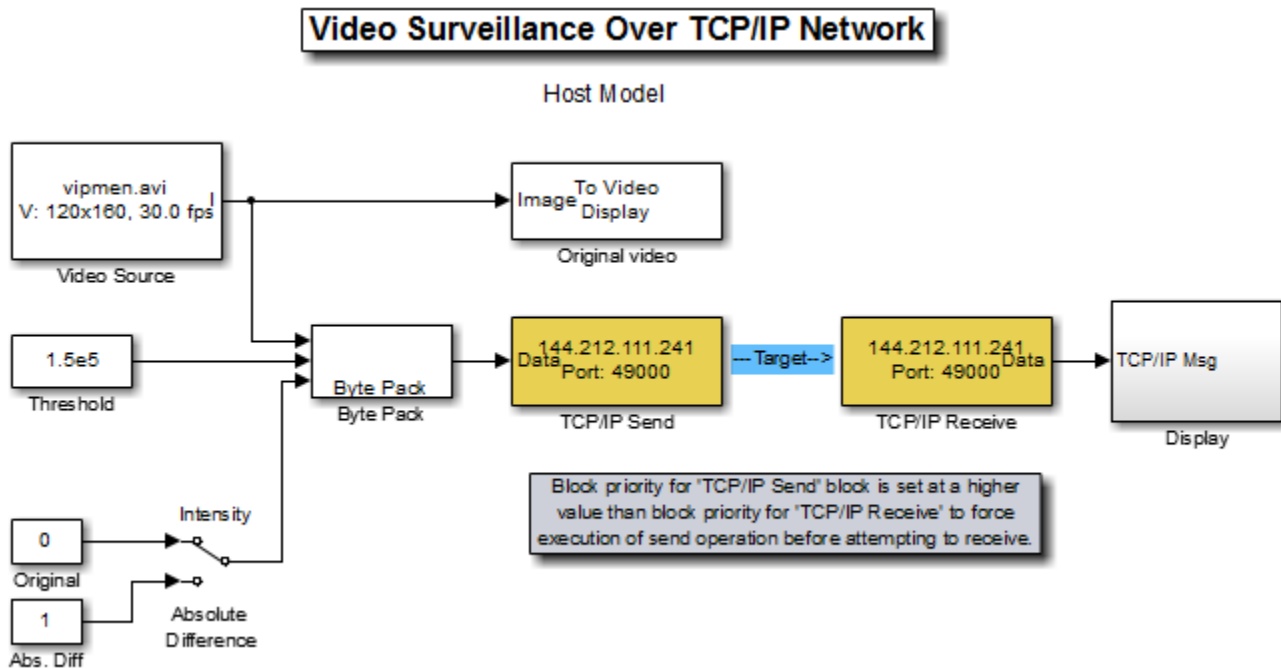 Video Surveillance Over TCP/IP Network
Host Model
vipmen.avi
V: 120x160, 30.0 fps
I
Video Source
Image
To Video
Display
Original video
1.5e5
Threshold
Byte Pack
Byte Pack
Data
144.212.111.241
Port: 49000
TCP/IP Send
--- Target-->
144.212.111.241
Port: 49000
Data
TCP/IP Receive
TCP/IP Msg
Display
Block priority for 'TCP/IP Send' block is set at a higher
value than block priority for 'TCP/IP Receive' to force
execution of send operation before attempting to receive.
0
Original
Intensity
1
Abs. Diff
Absolute
Difference